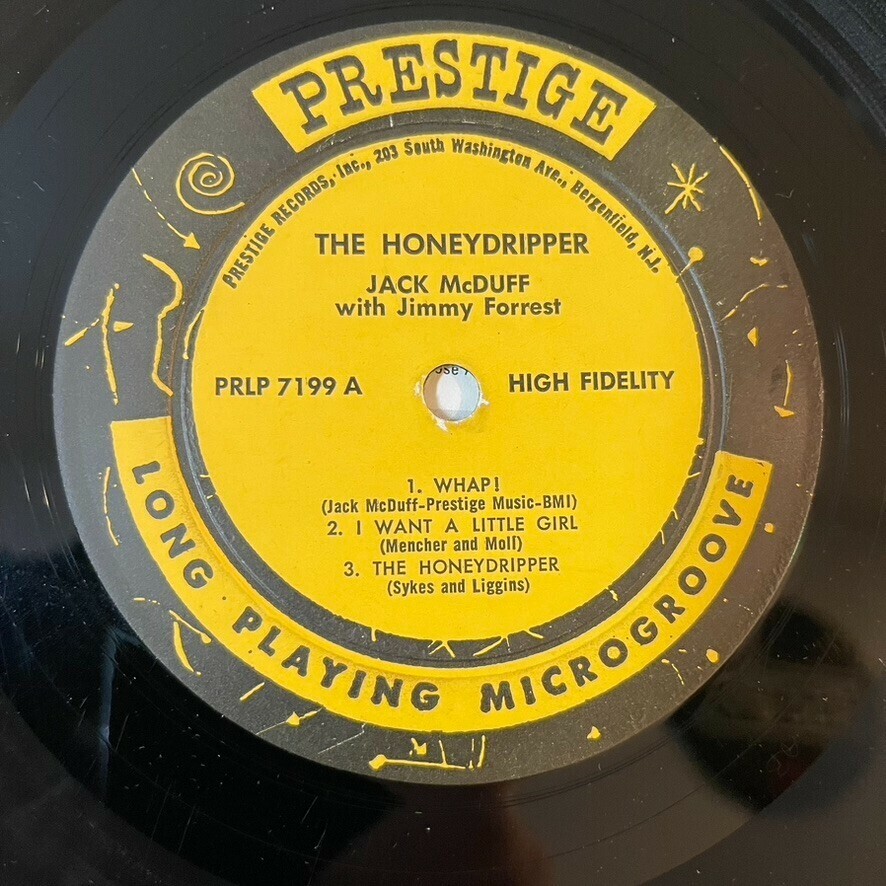 PRESTIGE
PRESTIGE RECORDS, Inc., 203 South Washington Ave., Bergenfield, N.J.
THE HONEYDRIPPER
JACK McDUFF
with Jimmy Forrest
PRLP 7199 A
HIGH FIDELITY
1. WHAP!
(Jack McDuff-Prestige Music-BMI)
2. I WANT A LITTLE GIRL
(Mencher and Moll)
3. THE HONEYDRIPPER
(Sykes and Liggins)
LONG PLAYING MICROGROOVE